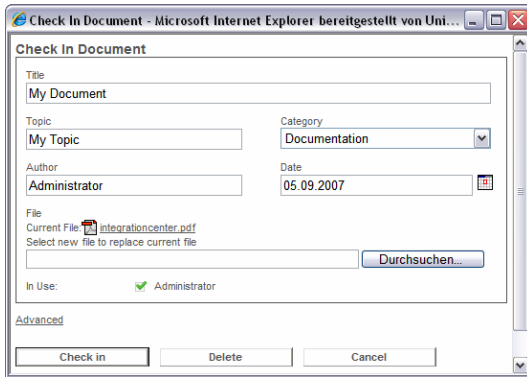 Check In Document - Microsoft Internet Explorer bereitgestellt von Uni...
Check In Document
Title
My Document
Topic
Category
My Topic
Documentation
Author
Date
Administrator
05.09.2007
File
Current File: integrationcenter.pdf
Select new file to replace current file
Durchsuchen...
In Use: Administrator
Advanced
Check in
Delete
Cancel